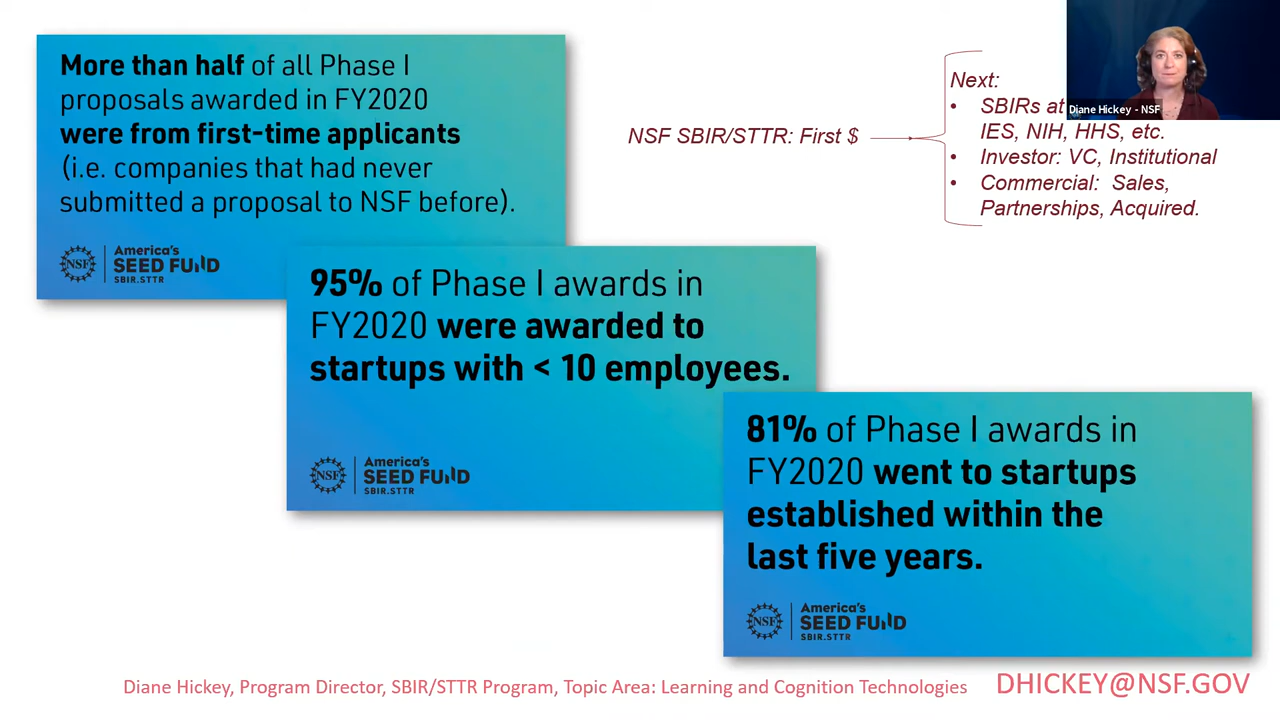 More than half of all Phase I
proposals awarded in FY2020
were from first-time applicants
(i.e. companies that had never
submitted a proposal to NSF before).
NSF
America's
SEED FUND
SBIR.STTR
NSF SBIR/STTR: First $
Next:
• SBIRs at
IES, NIH, HHS, etc.
• Investor: VC, Institutional
• Commercial: Sales,
Partnerships, Acquired.
Diane Hickey - NSF
95% of Phase I awards in
FY2020 were awarded to
startups with < 10 employees.
NSF
America's
SEED FUND
SBIR.STTR
81% of Phase I awards in
FY2020 went to startups
established within the
last five years.
NSF
America's
SEED FUND
SBIR.STTR
Diane Hickey, Program Director, SBIR/STTR Program, Topic Area: Learning and Cognition Technologies
DHICKEY@NSF.GOV